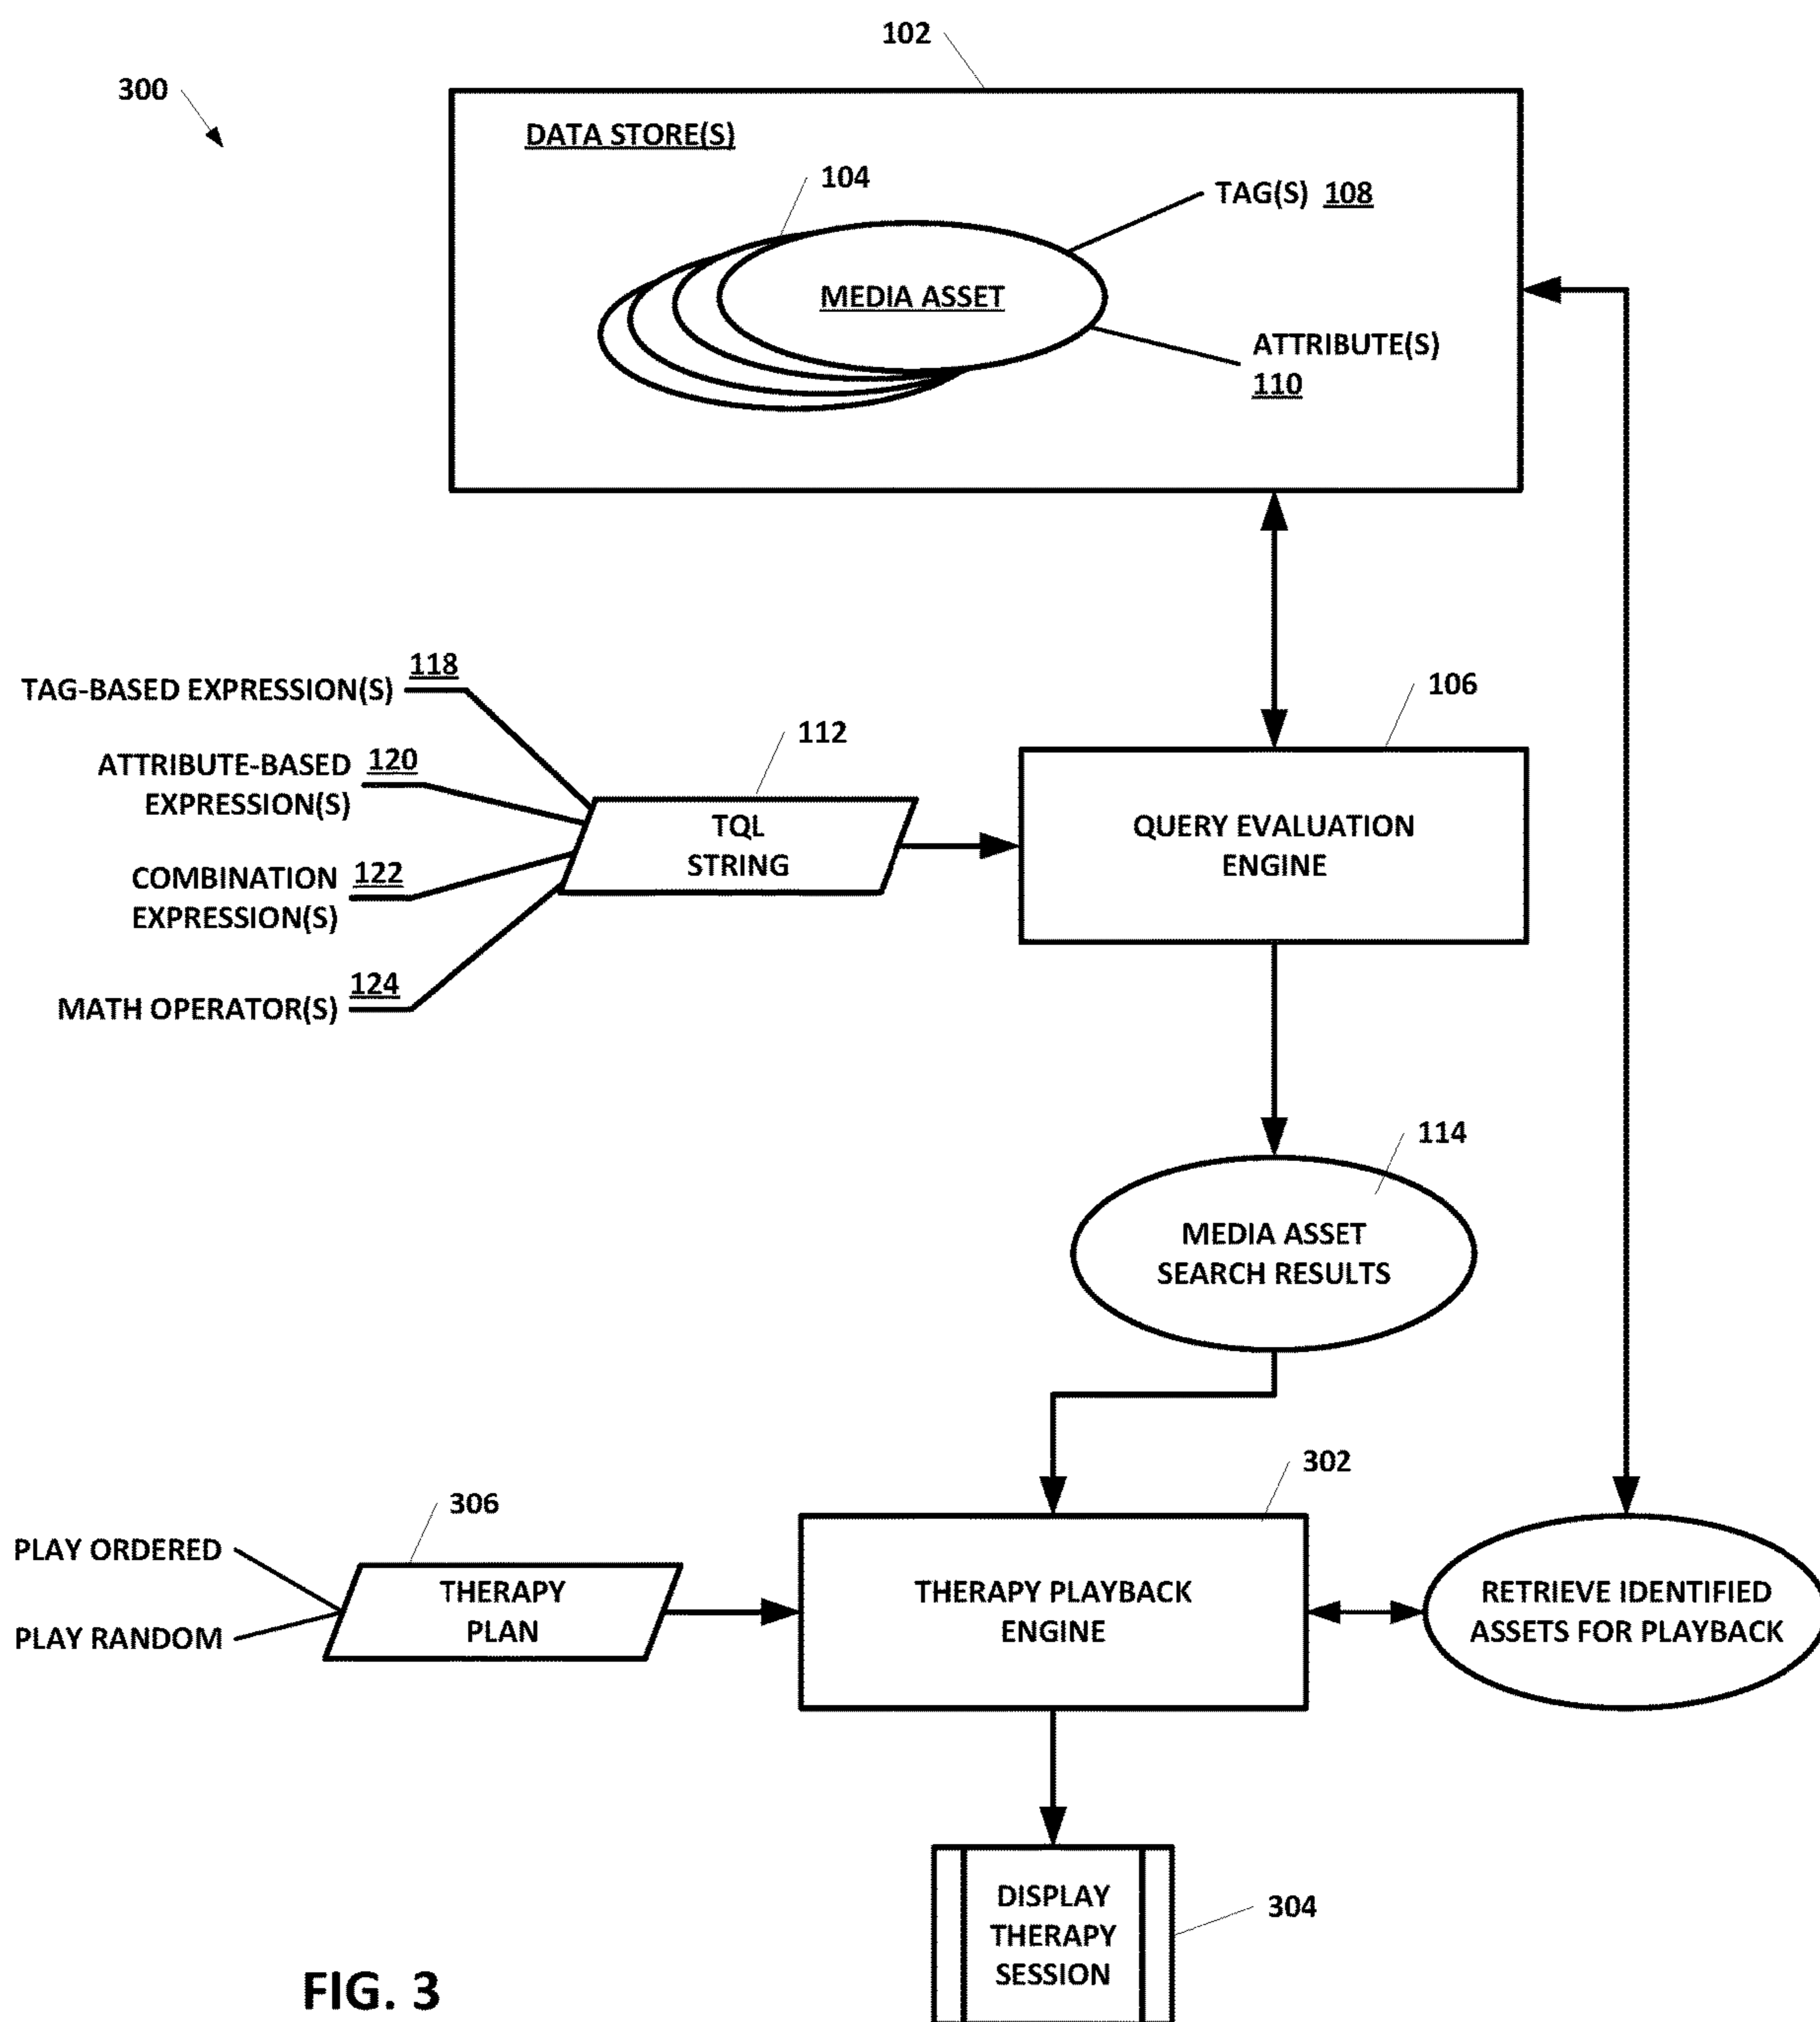 102
300
DATA STORE(S)
104
TAG(S) 108
MEDIA ASSET
ATTRIBUTE(S)
110
118
TAG-BASED EXPRESSION(S)
106
112
ATTRIBUTE-BASED 120
EXPRESSION(S)
TQL
STRING
QUERY EVALUATION
ENGINE
COMBINATION 122
EXPRESSION(S)
124
MATH OPERATOR(S)
114
MEDIA ASSET
SEARCH RESULTS
302
306
PLAY ORDERED
PLAY RANDOM
THERAPY
PLAN
THERAPY PLAYBACK
ENGINE
RETRIEVE IDENTIFIED
ASSETS FOR PLAYBACK
DISPLAY
THERAPY
SESSION
304
FIG. 3